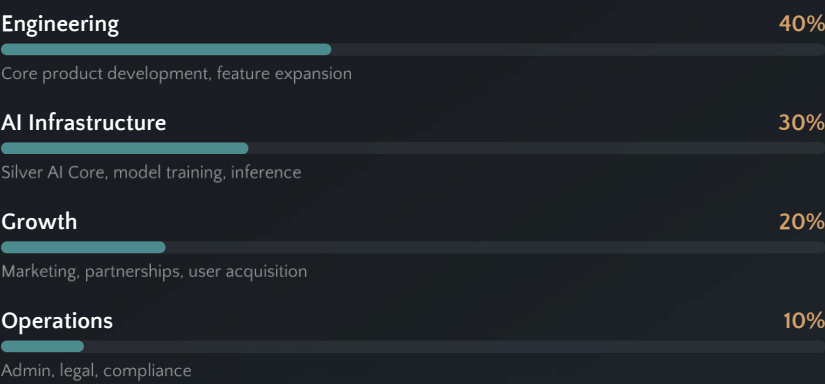 Engineering 40%
Core product development, feature expansion
AI Infrastructure 30%
Silver AI Core, model training, inference
Growth 20%
Marketing, partnerships, user acquisition
Operations 10%
Admin, legal, compliance